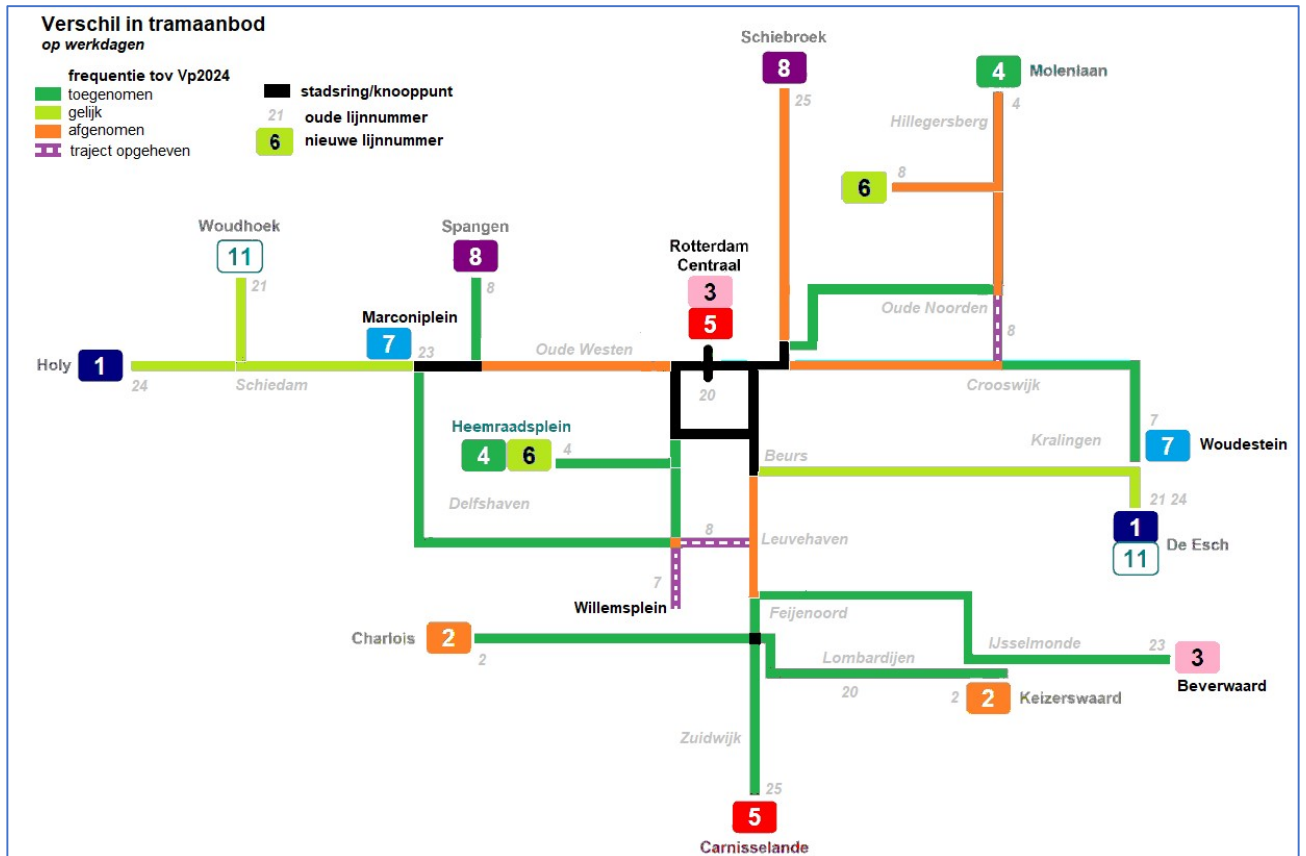 Verschil in tramaanbod
op werkdagen
frequentie tov Vp2024
toegenomen
gelijk
afgenomen
traject opgeheven
stadsring/knooppunt
21 oude lijnnummer
6 nieuwe lijnnummer
Schiebroek
8
25
4 Molenlaan
4
Hillegersberg
8
6
Woudhoek
11
21
Spangen
8
8
Rotterdam
Centraal
3
5
Oude Noorden
8
Marconiplein
7
23
Oude Westen
Holy 1
24
Schiedam
20
Crooswijk
Heemraadsplein
4 6
4
Kralingen
7
7 Woudestein
Beurs
21 24
1
11
De Esch
Delfshaven
8
Leuvehaven
7
Willemsplein
Feijenoord
Charlois 2
2
Lombardijen
20
IJsselmonde
23
3
Beverwaard
2
2 Keizerswaard
Zuidwijk
25
5
Carnisselande